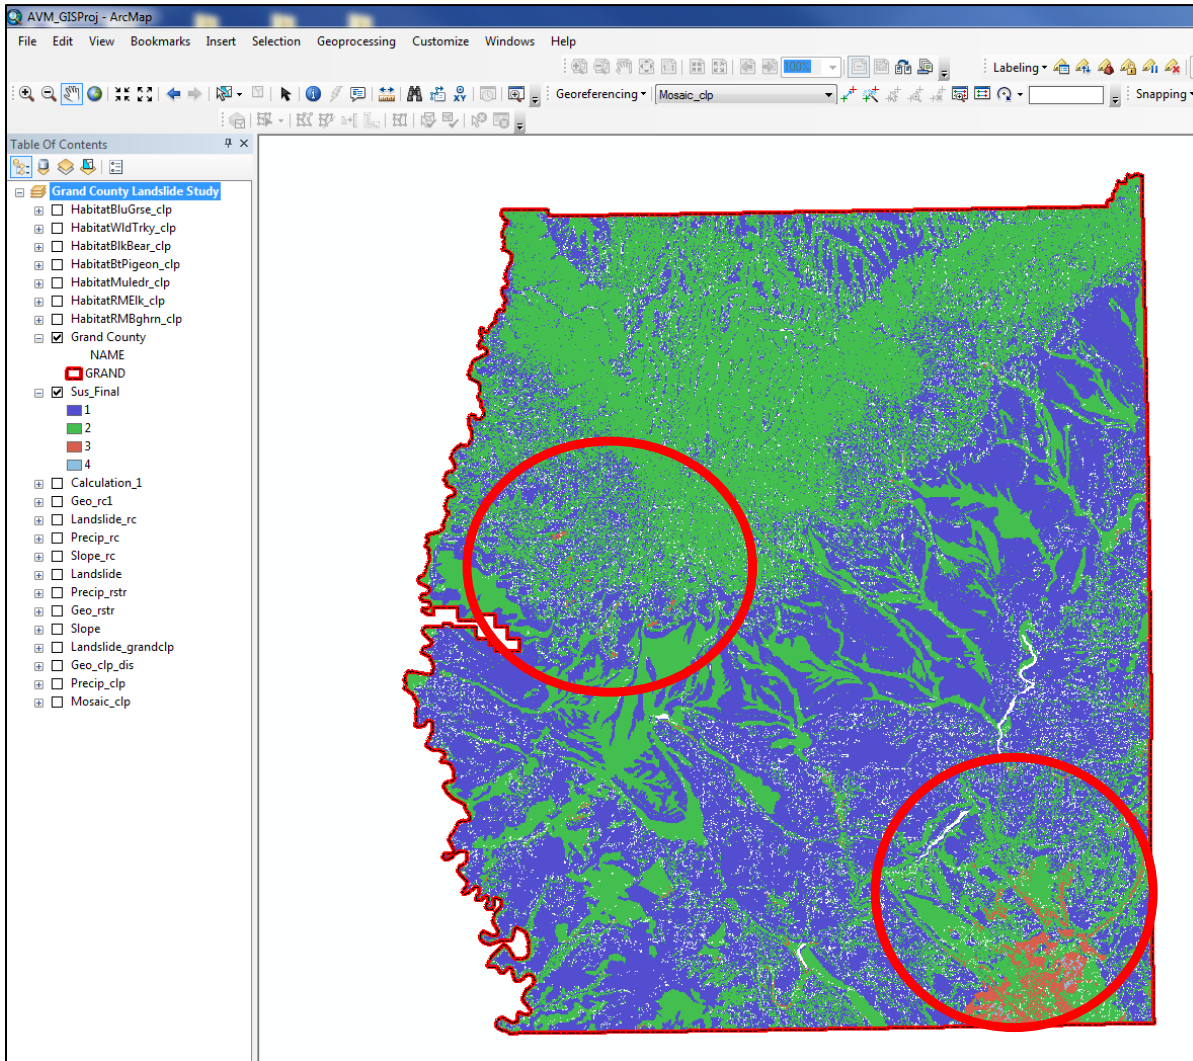 AVM_GISProj - ArcMap
File Edit View Bookmarks Insert Selection Geoprocessing Customize Windows Help
100% Labeling
Georeferencing Mosaic_clp Snapping
Table Of Contents
Grand County Landslide Study
HabitatBluGrse_clp
HabitatWldTrky_clp
HabitatBlkBear_clp
HabitatBtPigeon_clp
HabitatMuledr_clp
HabitatRMElk_clp
HabitatRMBghrn_clp
Grand County
NAME
GRAND
Sus_Final
1
2
3
4
Calculation_1
Geo_rc1
Landslide_rc
Precip_rc
Slope_rc
Landslide
Precip_rstr
Geo_rstr
Slope
Landslide_grandclp
Geo_clp_dis
Precip_clp
Mosaic_clp